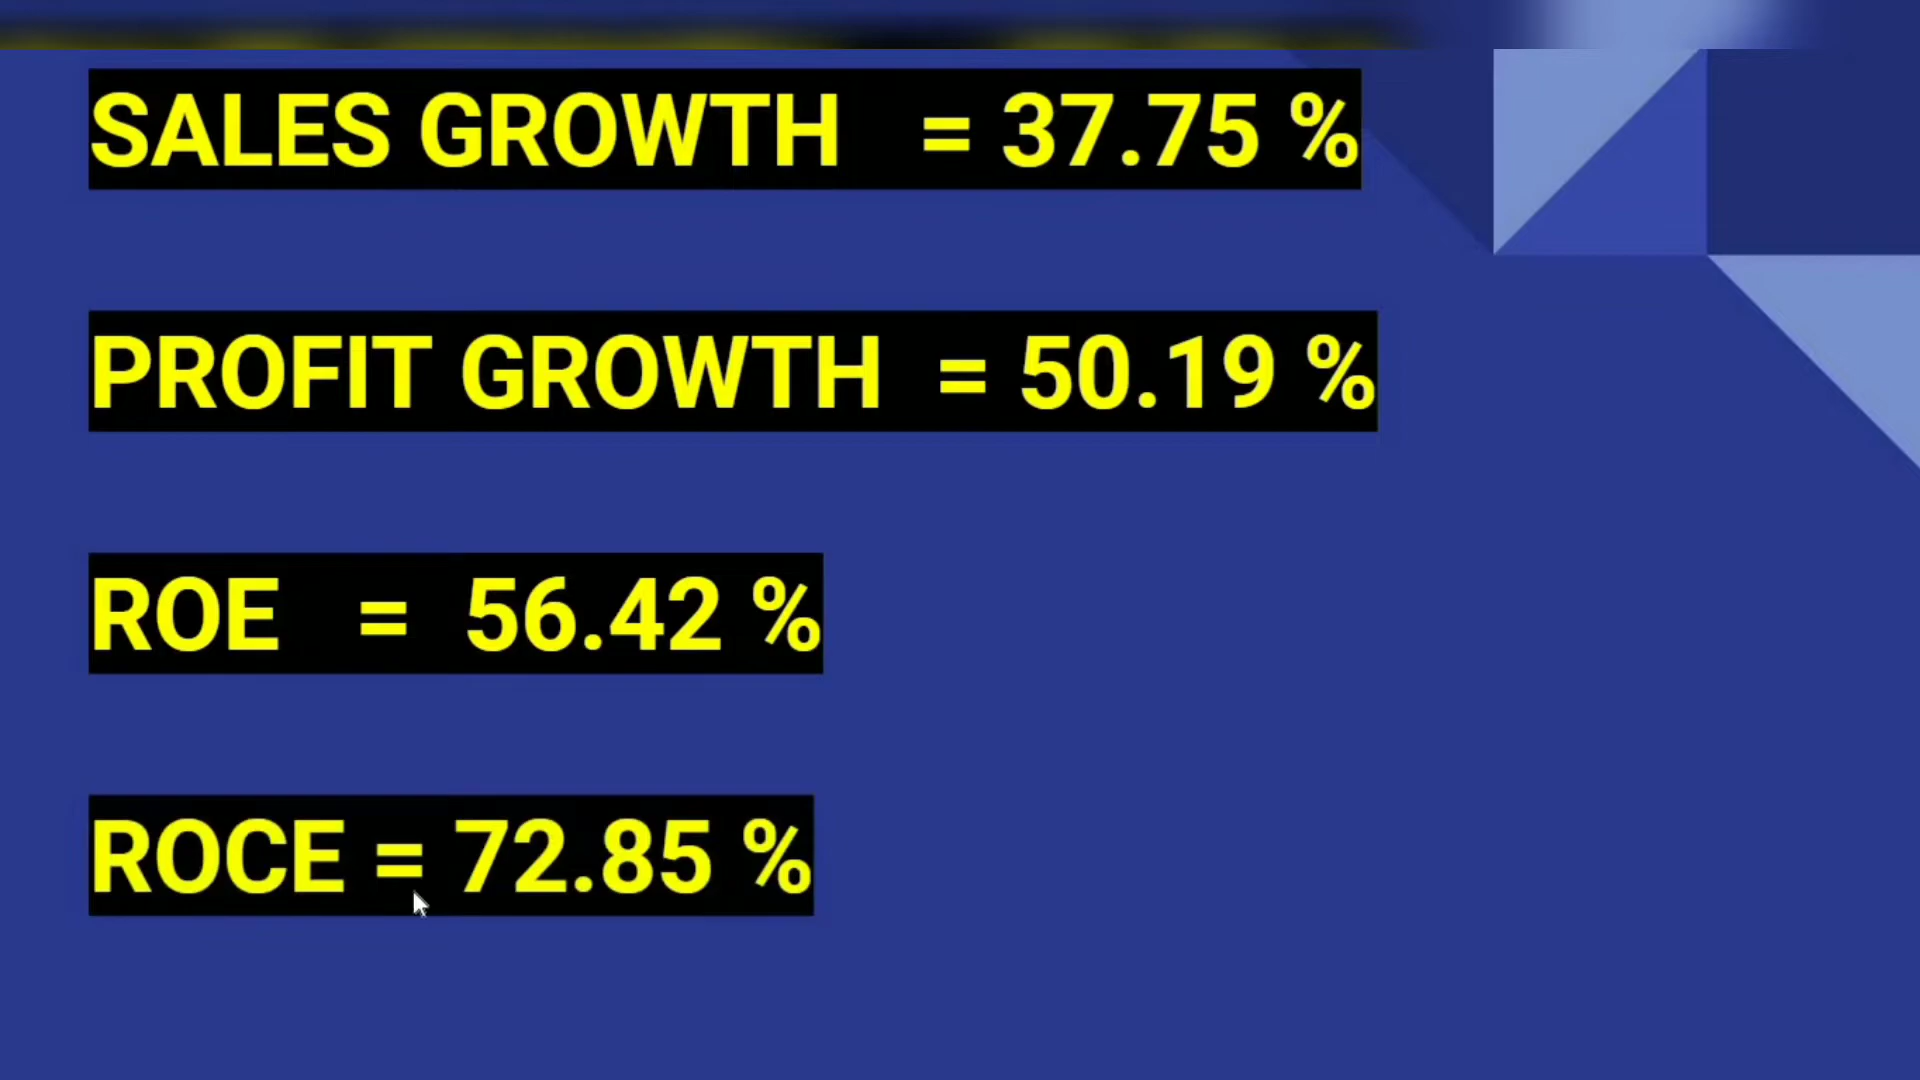 SALES GROWTH = 37.75 %
PROFIT GROWTH = 50.19 %
ROE = 56.42 %
ROCE = 72.85 %